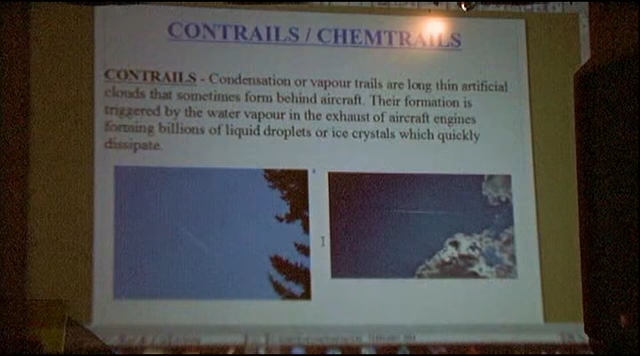 CONTRAILS / CHEMTRAILS
CONTRAILS - Condensation or vapour trails are long thin artificial
clouds that sometimes form behind aircraft. Their formation is
triggered by the water vapour in the exhaust of aircraft engines
forming billions of liquid droplets or ice crystals which quickly
dissipate.